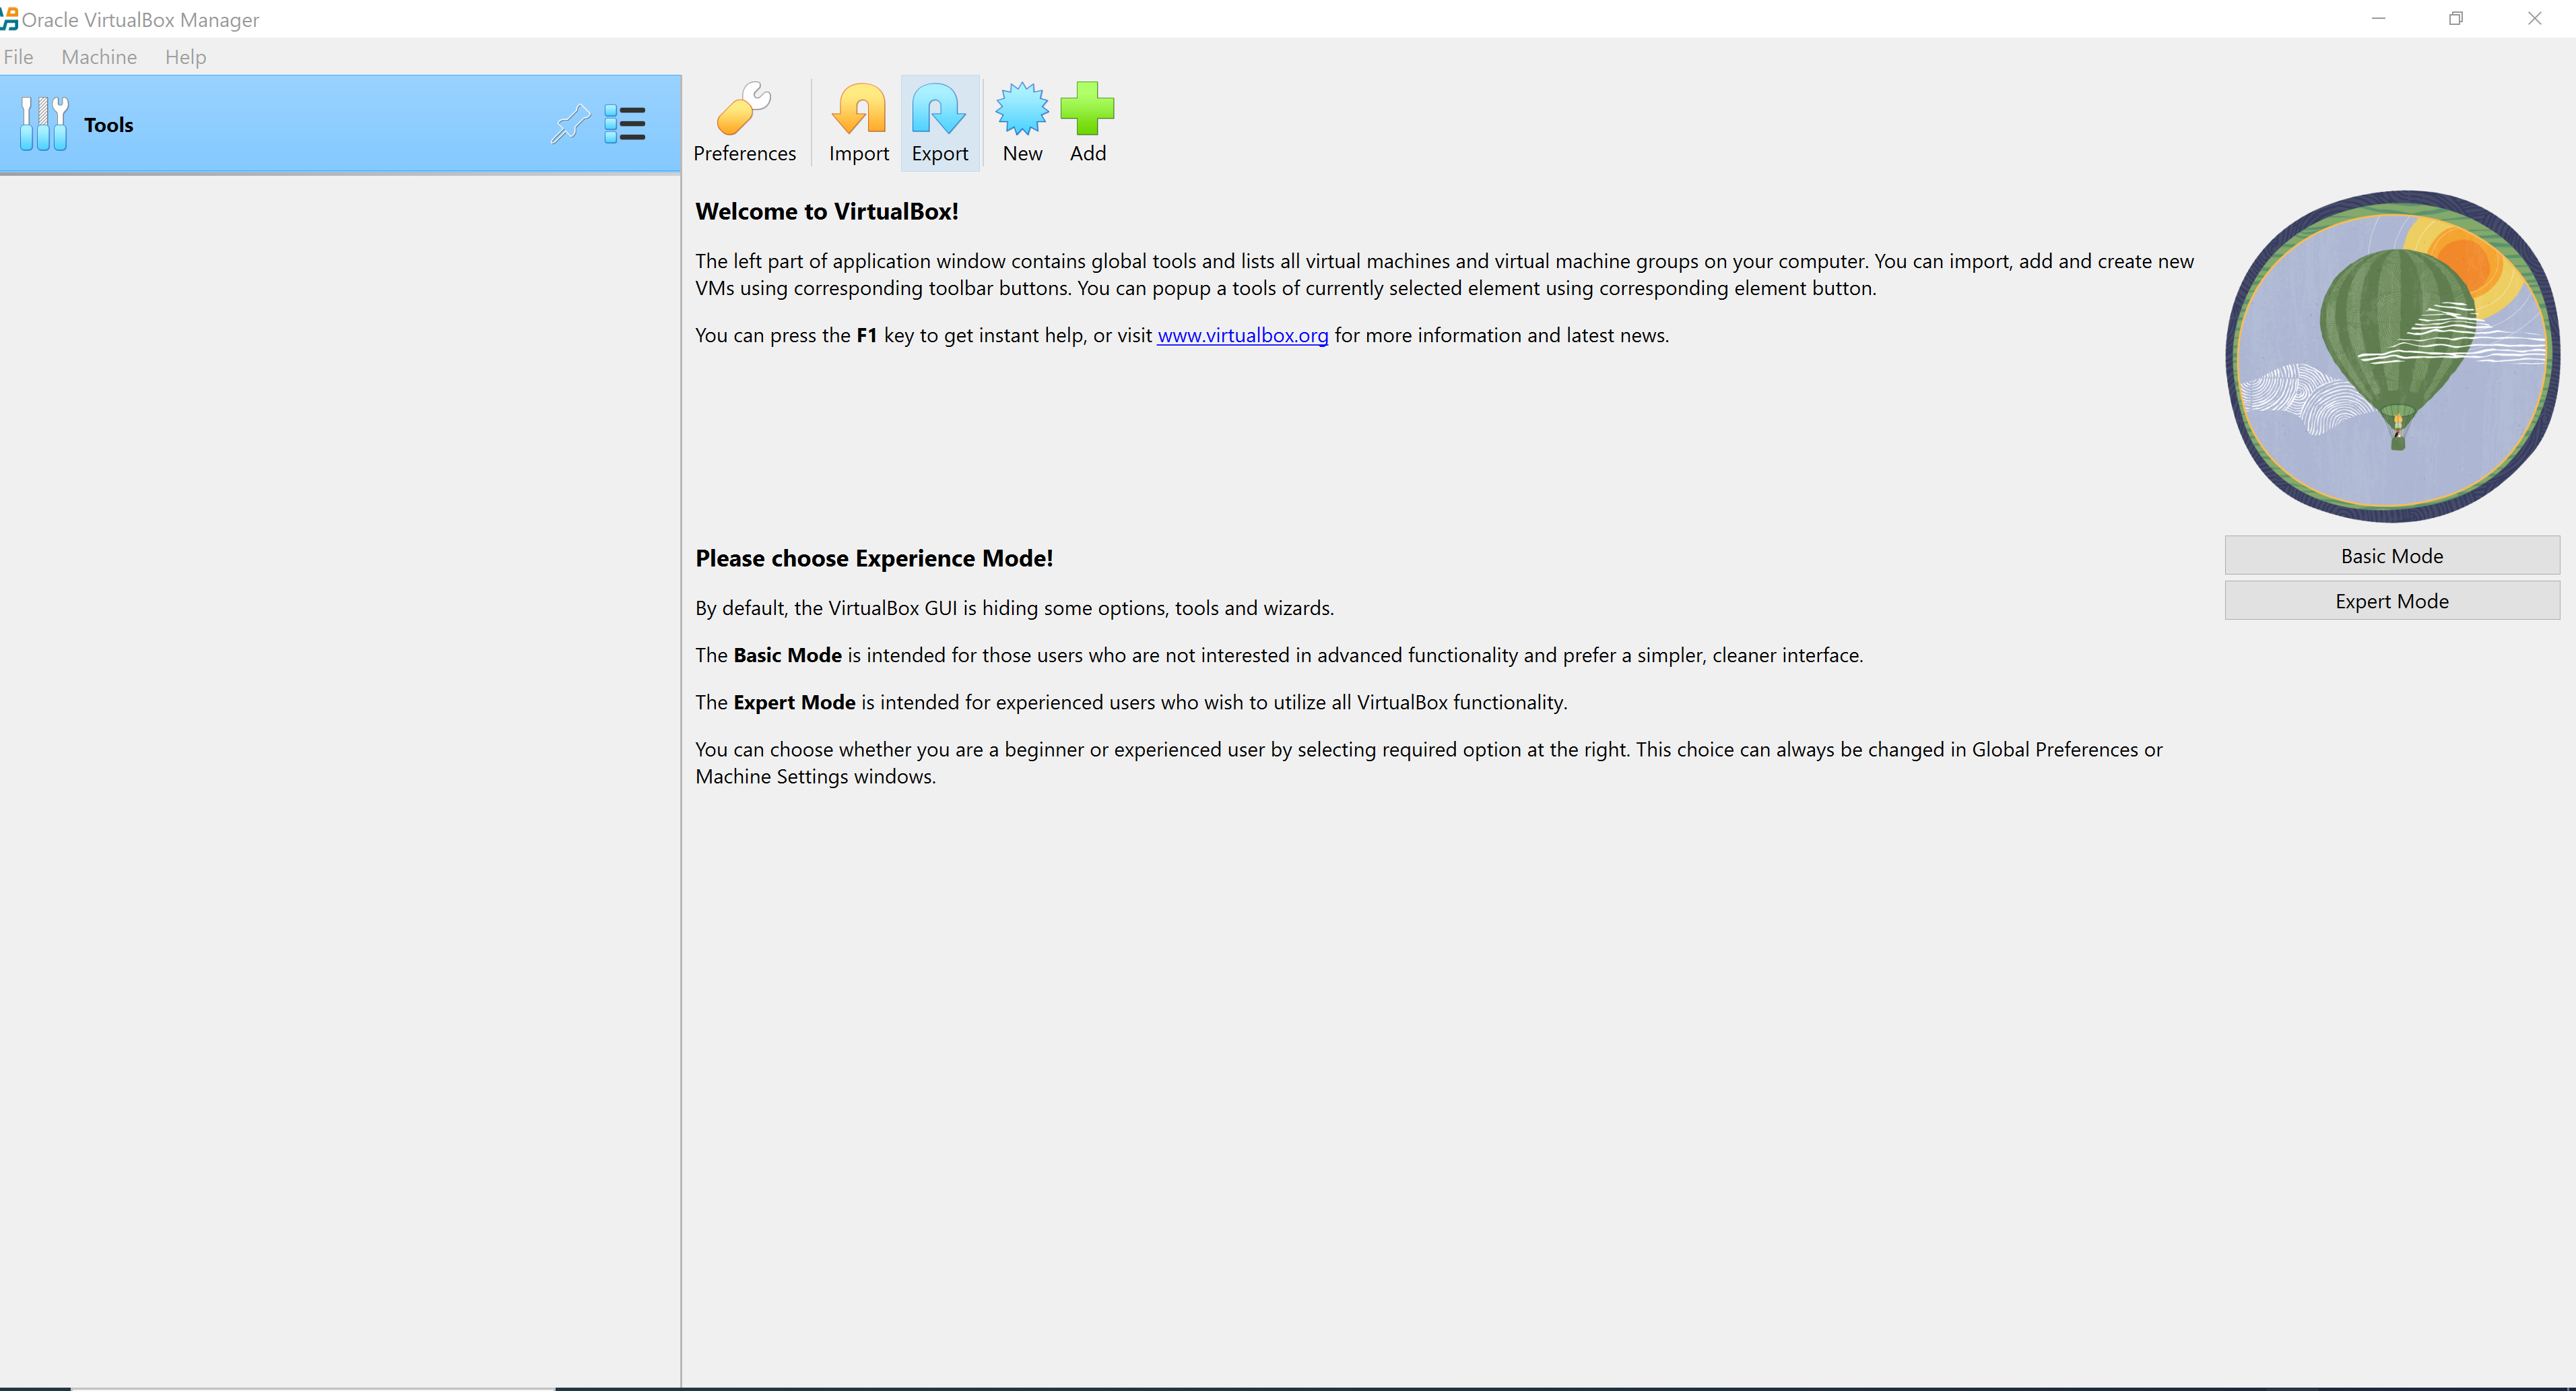 Oracle VirtualBox Manager
File Machine Help
Tools
Preferences Import Export New Add
Welcome to VirtualBox!
The left part of application window contains global tools and lists all virtual machines and virtual machine groups on your computer. You can import, add and create new
VMs using corresponding toolbar buttons. You can popup a tools of currently selected element using corresponding element button.
You can press the F1 key to get instant help, or visit www.virtualbox.org for more information and latest news.
Please choose Experience Mode!
Basic Mode
Expert Mode
By default, the VirtualBox GUI is hiding some options, tools and wizards.
The Basic Mode is intended for those users who are not interested in advanced functionality and prefer a simpler, cleaner interface.
The Expert Mode is intended for experienced users who wish to utilize all VirtualBox functionality.
You can choose whether you are a beginner or experienced user by selecting required option at the right. This choice can always be changed in Global Preferences or
Machine Settings windows.